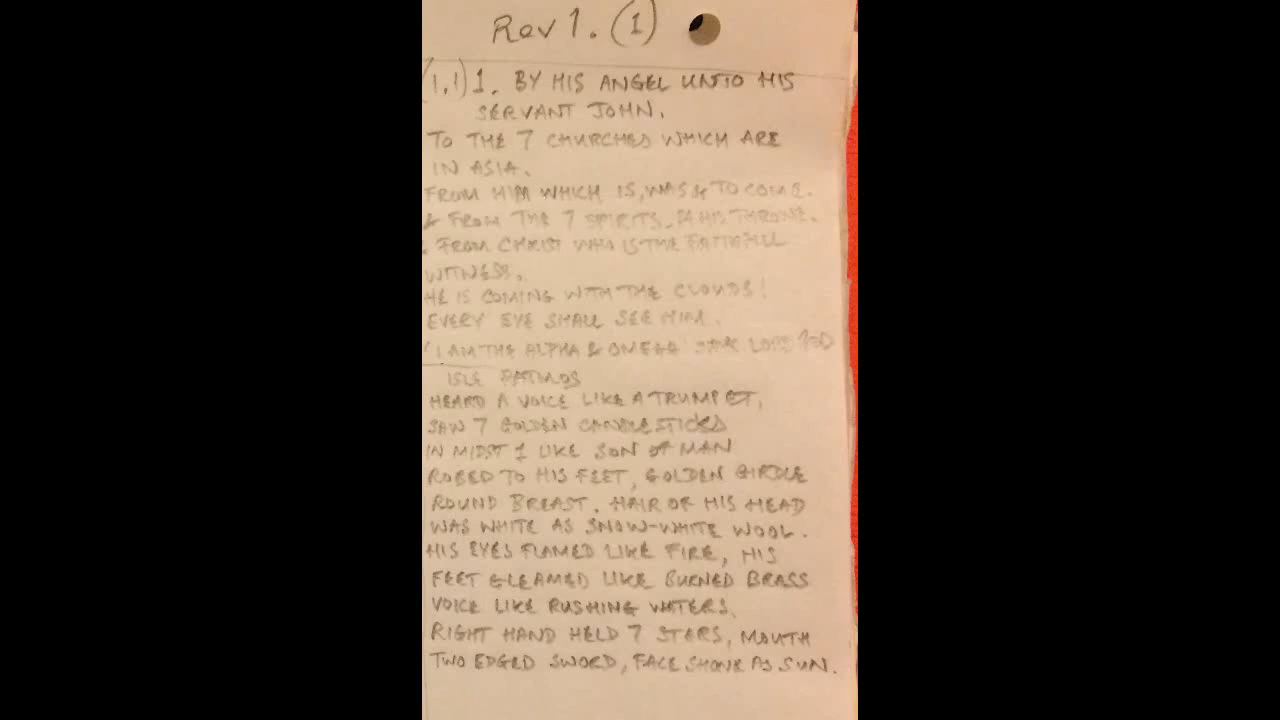 Rev 1. (1)
(1,1) 1. BY HIS ANGEL UNTO HIS
SERVANT JOHN.
TO THE 7 CHURCHES WHICH ARE
IN ASIA.
FROM HIM WHICH IS, WAS & TO COME.
& FROM THE 7 SPIRITS HIS THRONE.
FROM CHRIST WHO IS THE FAITHFUL
WITNESS.
HE IS COMING WITH THE CLOUDS!
EVERY EYE SHALL SEE HIM.
"I AM THE ALPHA & OMEGA LORD GOD
ISLE PATMOS
HEARD A VOICE LIKE A TRUMPET,
SAW 7 GOLDEN CANDLESTICKS
IN MIDST 1 LIKE SON OF MAN
ROBED TO HIS FEET, GOLDEN GIRDLE
ROUND BREAST. HAIR OF HIS HEAD
WAS WHITE AS SNOW-WHITE WOOL.
HIS EYES FLAMED LIKE FIRE, HIS
FEET GLEAMED LIKE BURNED BRASS
VOICE LIKE RUSHING WATERS.
RIGHT HAND HELD 7 STERS, MOUTH
TWO EDGED SWORD, FACE SHONE AS SUN.